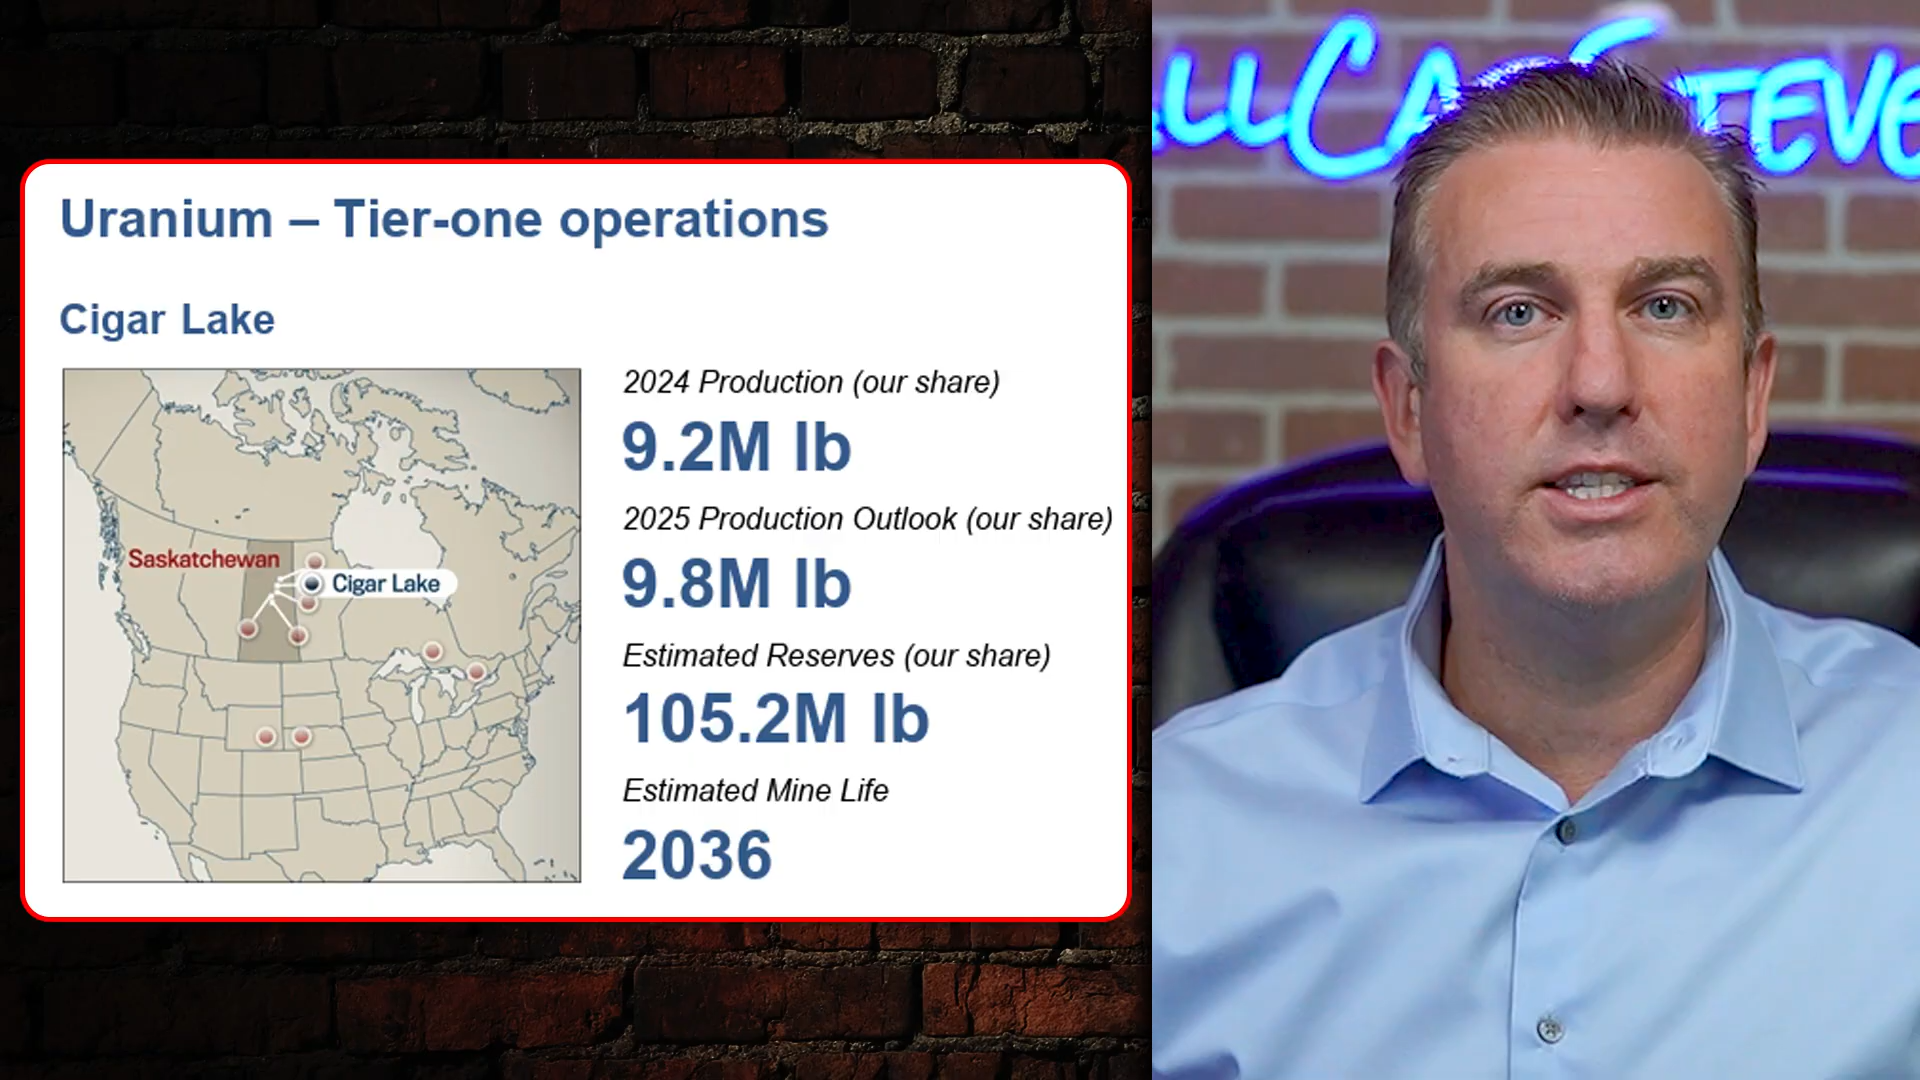 Uranium – Tier-one operations
Cigar Lake
Saskatchewan
Cigar Lake
2024 Production (our share)
9.2M lb
2025 Production Outlook (our share)
9.8M lb
Estimated Reserves (our share)
105.2M lb
Estimated Mine Life
2036